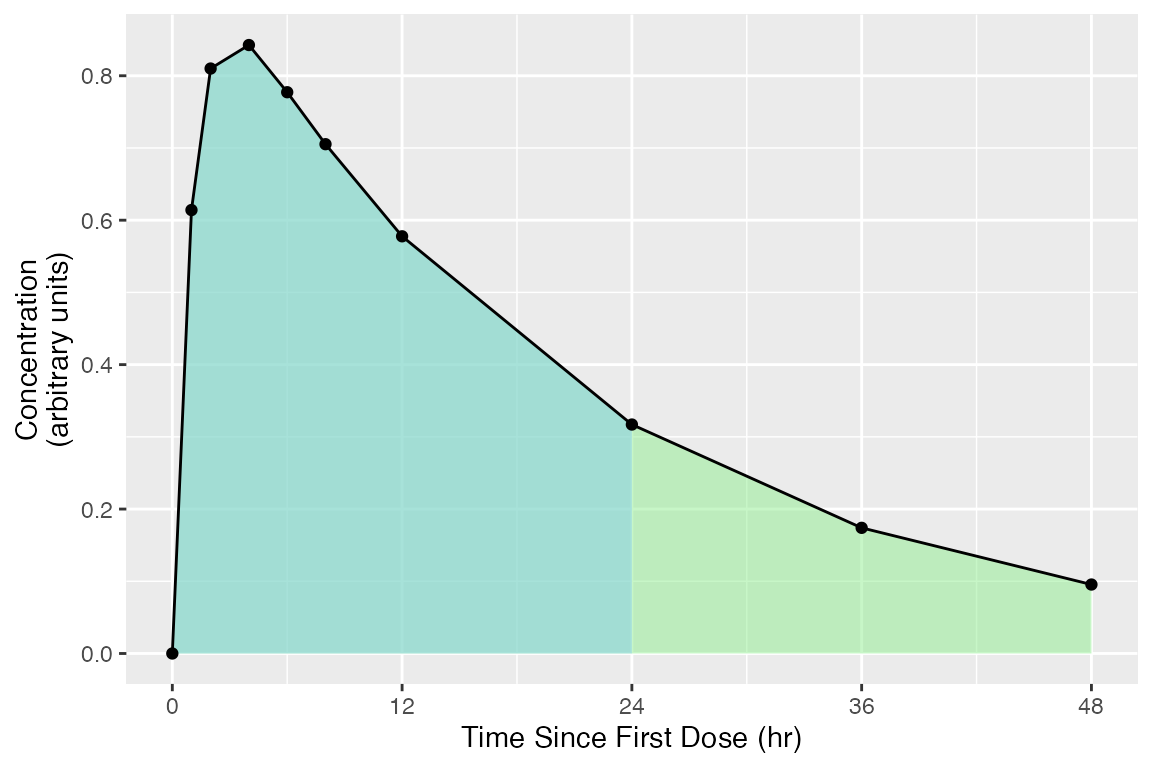 Concentration
(arbitrary units)
0.8
0.6
0.4
0.2
0.0
0 12 24 36 48
Time Since First Dose (hr)